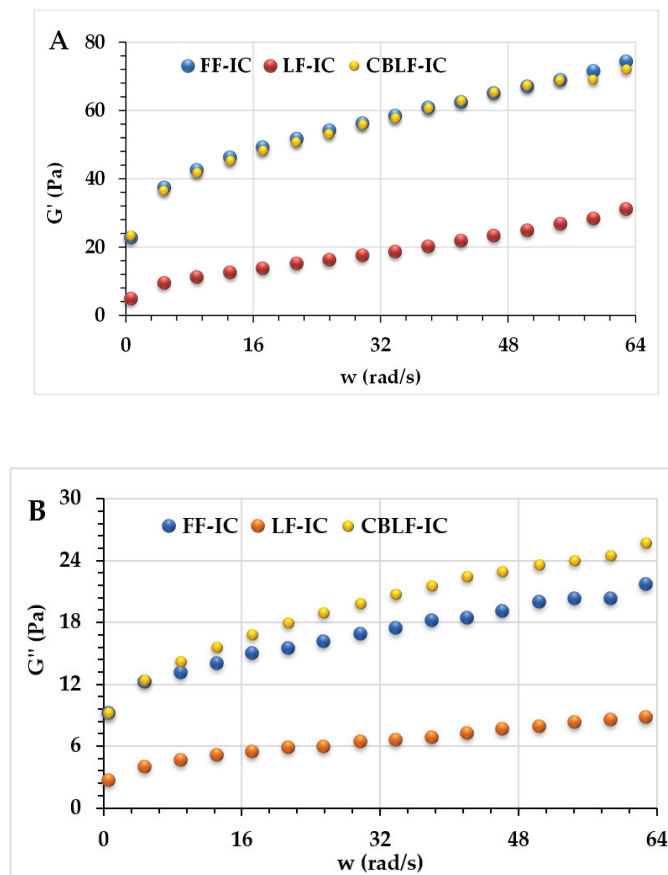 A
FF-IC LF-IC CBLF-IC
80
60
40
20
0
G' (Pa)
0 16 32 48 64
w (rad/s)
B
FF-IC LF-IC CBLF-IC
30
24
18
12
6
0
G'' (Pa)
0 16 32 48 64
w (rad/s)